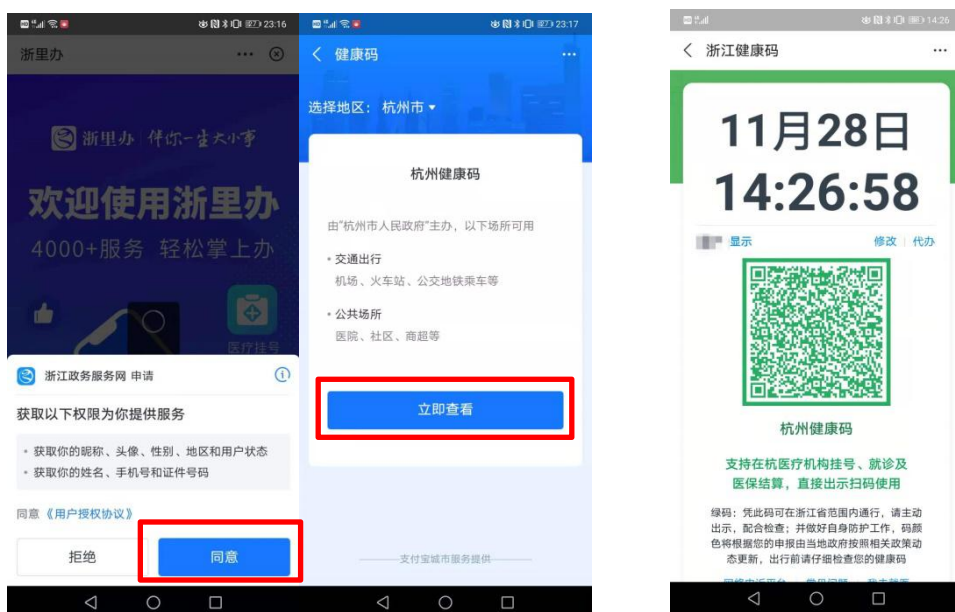 23:16
浙里办
浙里办 伴你一生大小事
欢迎使用浙里办
4000+服务 轻松掌上办
医疗挂号
浙江政务服务网 申请
获取以下权限为你提供服务
• 获取你的昵称、头像、性别、地区和用户状态
• 获取你的姓名、手机号和证件号码
同意《用户授权协议》
拒绝
同意
23:17
健康码
选择地区：杭州市
杭州健康码
由“杭州市人民政府”主办，以下场所可用
• 交通出行
机场、火车站、公交地铁乘车等
• 公共场所
医院、社区、商超等
立即查看
支付宝城市服务提供
14:26
浙江健康码
11月28日
14:26:58
显示
修改 | 代办
杭州健康码
支持在杭医疗机构挂号、就诊及
医保结算，直接出示扫码使用
绿码：凭此码可在浙江省范围内通行，请主动
出示，配合检查；并做好自身防护工作，码颜
色将根据您的申报由当地政府按照相关政策动
态更新，出行前请仔细检查您的健康码